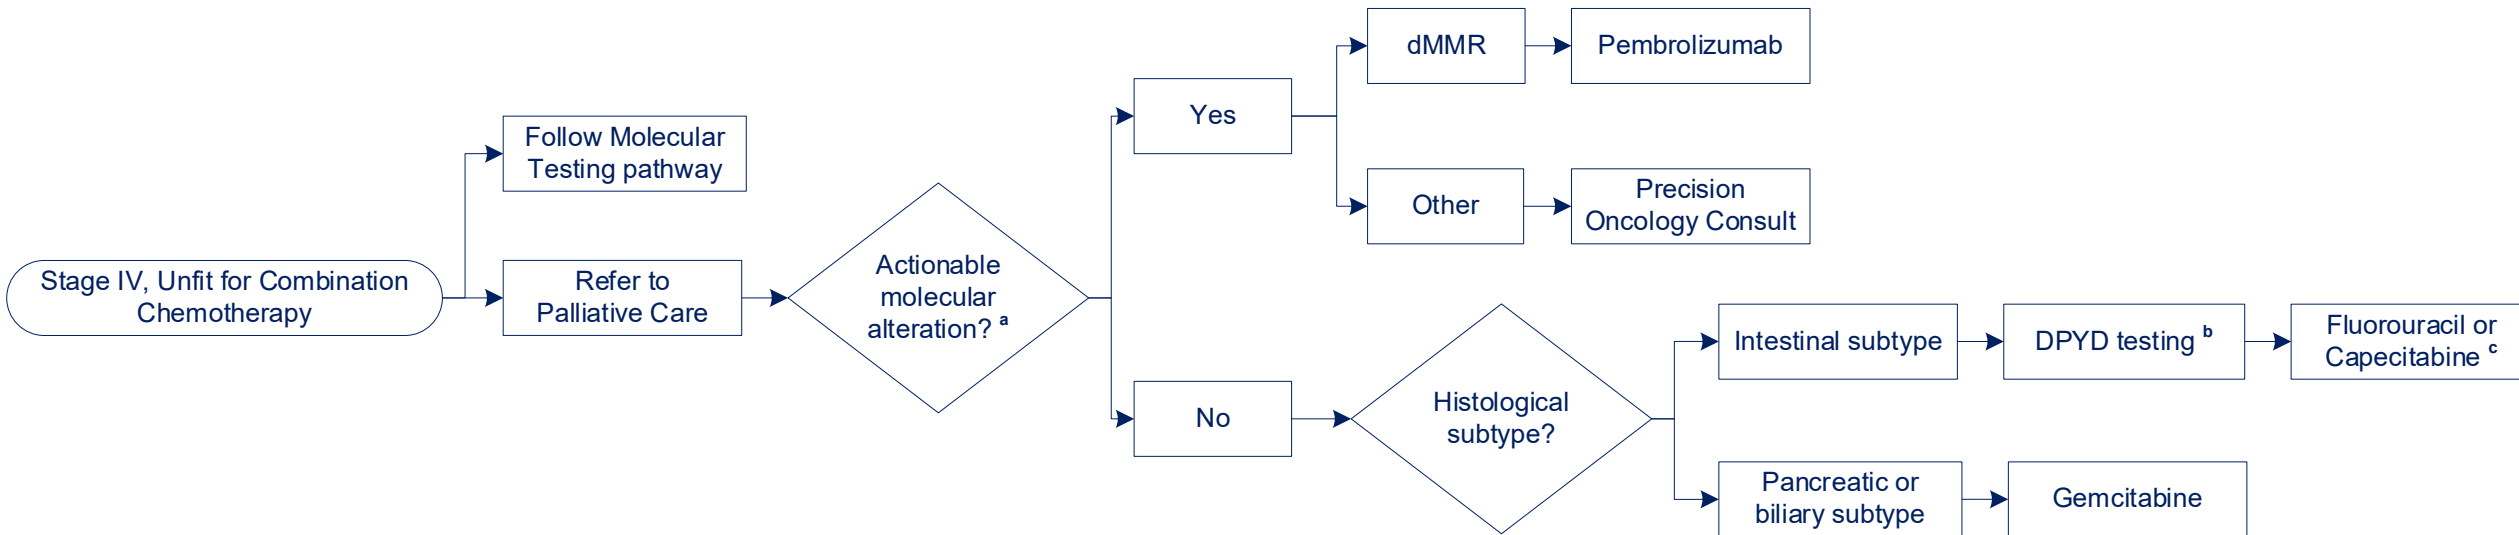 Stage IV, Unfit for Combination
Chemotherapy
Follow Molecular
Testing pathway
Refer to
Palliative Care
Actionable
molecular
alteration? a
Yes
dMMR
Pembrolizumab
Other
Precision
Oncology Consult
No
Histological
subtype?
Intestinal subtype
DPYD testing b
Fluorouracil or
Capecitabine c
Pancreatic or
biliary subtype
Gemcitabine